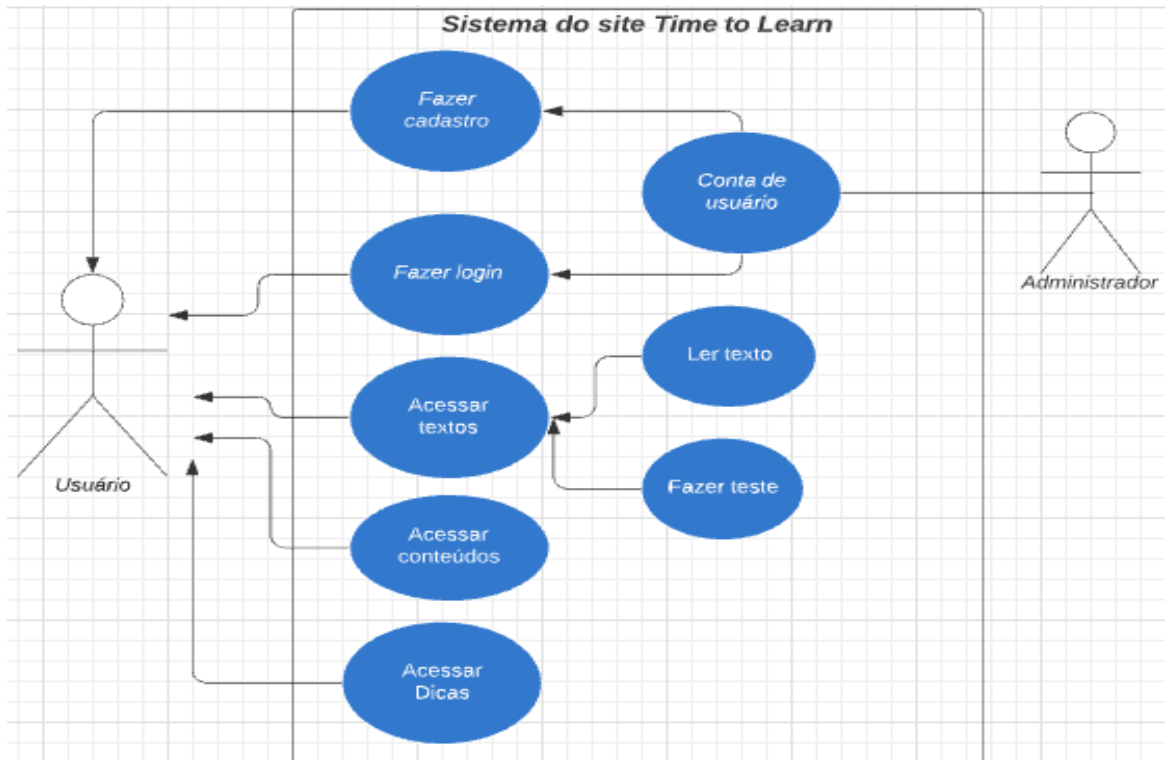 Sistema do site Time to Learn
Fazer
cadastro
Conta de
usuário
Administrador
Fazer login
Ler texto
Acessar
textos
Usuário
Fazer teste
Acessar
conteúdos
Acessar
Dicas